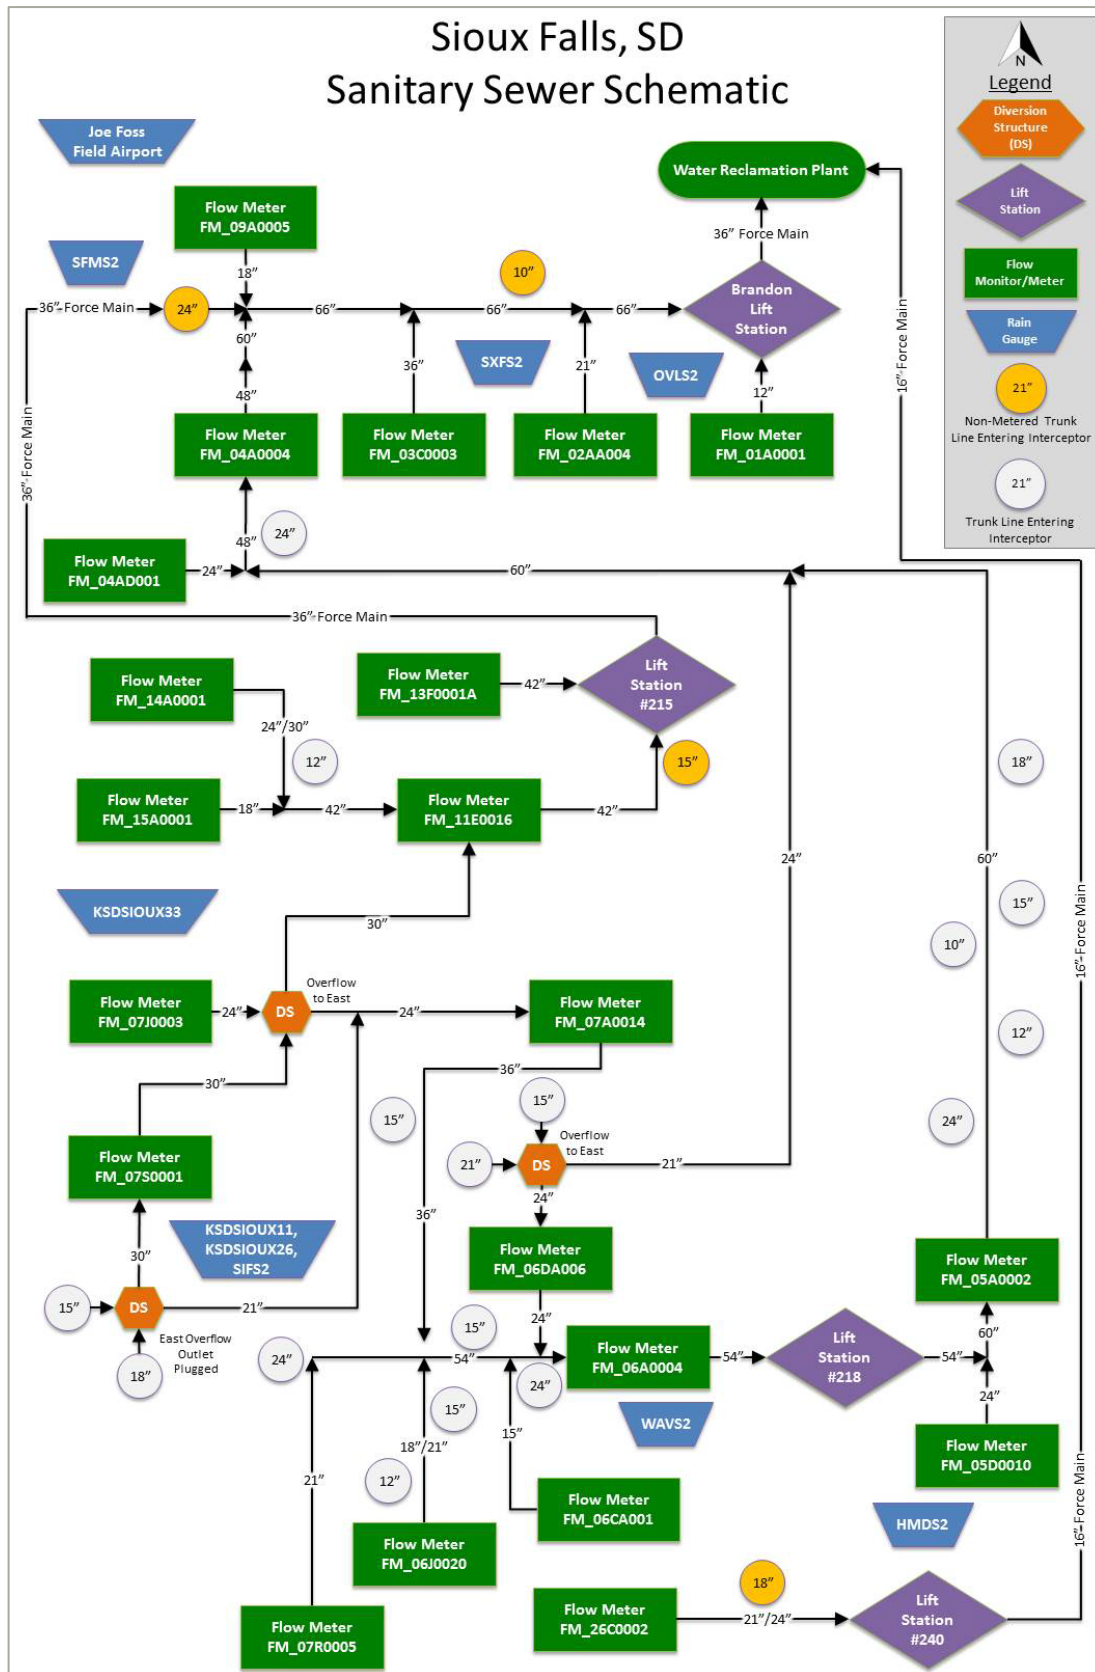 Sioux Falls, SD
Sanitary Sewer Schematic
N
Legend
Diversion
Structure
(DS)
Lift
Station
Flow
Monitor/Meter
Rain
Gauge
21”
Non-Metered Trunk
Line Entering Interceptor
21”
Trunk Line Entering
Interceptor
Joe Foss
Field Airport
Water Reclamation Plant
Flow Meter
FM_09A0005
36” Force Main
SFMS2
18”
10”
Brandon
Lift
Station
36” Force Main
24”
66”
66”
66”
60”
SXFS2
OVLS2
16” Force Main
36”
21”
12”
48”
Flow Meter
FM_04A0004
Flow Meter
FM_03C0003
Flow Meter
FM_02AA004
Flow Meter
FM_01A0001
36” Force Main
24”
48”
Flow Meter
FM_04AD001
24”
60”
36” Force Main
Flow Meter
FM_14A0001
Flow Meter
FM_13F0001A
42”
Lift
Station
#215
24”/30”
12”
15”
18”
Flow Meter
FM_15A0001
18”
42”
Flow Meter
FM_11E0016
42”
24”
60”
KSDSIOUX33
30”
15”
10”
16” Force Main
Flow Meter
FM_07J0003
24”
DS
Overflow
to East
24”
Flow Meter
FM_07A0014
12”
30”
36”
15”
15”
24”
Flow Meter
FM_07S0001
21”
DS
Overflow
to East
21”
24”
36”
KSDSIOUX11,
KSDSIOUX26,
SIFS2
30”
Flow Meter
FM_06DA006
Flow Meter
FM_05A0002
15”
DS
21”
24”
East Overflow
Outlet
Plugged
18”
15”
24”
54”
Flow Meter
FM_06A0004
54”
Lift
Station
#218
54”
60”
24”
24”
15”
WAVS2
15”
18”/21”
21”
12”
Flow Meter
FM_05D0010
Flow Meter
FM_06CA001
HMDS2
16” Force Main
Flow Meter
FM_06J0020
18”
Flow Meter
FM_26C0002
21”/24”
Lift
Station
#240
Flow Meter
FM_07R0005